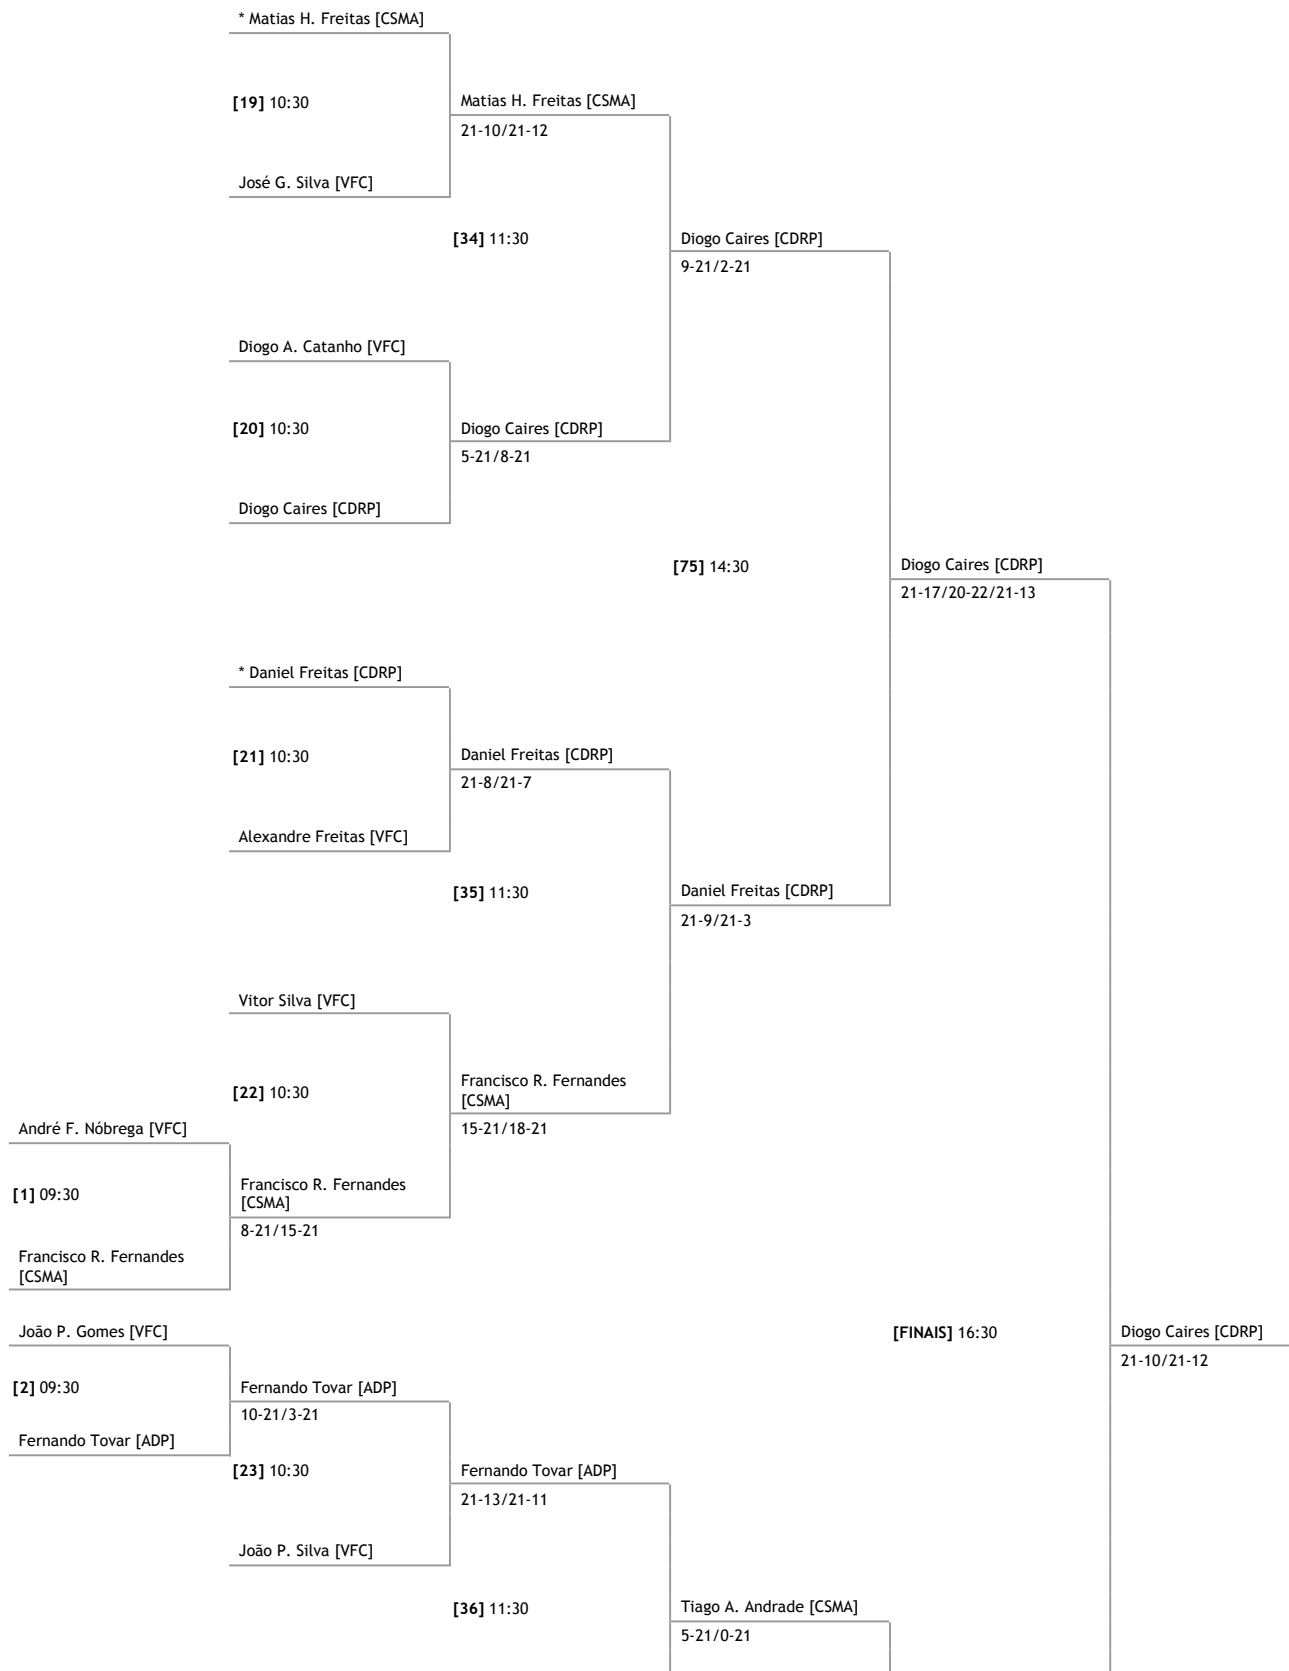 * Matias H. Freitas [CSMA]
[19] 10:30
Matias H. Freitas [CSMA]
21-10/21-12
José G. Silva [VFC]
[34] 11:30
Diogo Caires [CDRP]
9-21/2-21
Diogo A. Catanho [VFC]
[20] 10:30
Diogo Caires [CDRP]
5-21/8-21
Diogo Caires [CDRP]
[75] 14:30
Diogo Caires [CDRP]
21-17/20-22/21-13
* Daniel Freitas [CDRP]
[21] 10:30
Daniel Freitas [CDRP]
21-8/21-7
Alexandre Freitas [VFC]
[35] 11:30
Daniel Freitas [CDRP]
21-9/21-3
Vitor Silva [VFC]
[22] 10:30
Francisco R. Fernandes
[CSMA]
15-21/18-21
André F. Nóbrega [VFC]
[1] 09:30
Francisco R. Fernandes
[CSMA]
8-21/15-21
Francisco R. Fernandes
[CSMA]
João P. Gomes [VFC]
[FINAIS] 16:30
Diogo Caires [CDRP]
21-10/21-12
[2] 09:30
Fernando Tovar [ADP]
10-21/3-21
Fernando Tovar [ADP]
[23] 10:30
Fernando Tovar [ADP]
21-13/21-11
João P. Silva [VFC]
[36] 11:30
Tiago A. Andrade [CSMA]
5-21/0-21